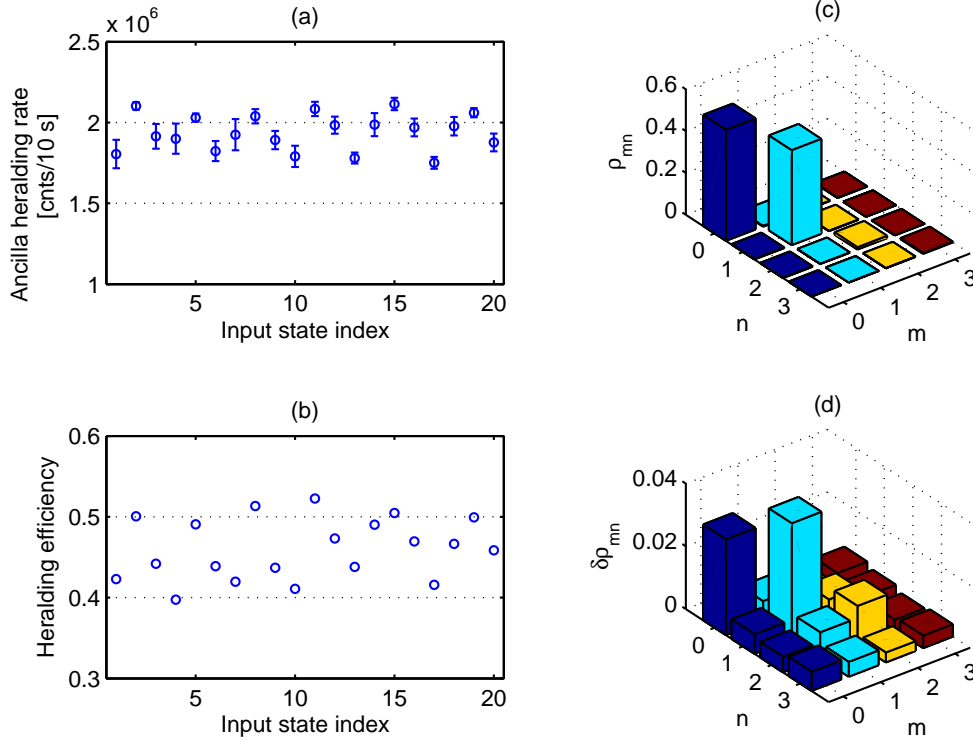 (a)
x 10^6
2.5
2
1.5
1
5 10 15 20
Ancilla heralding rate
[cnts/10 s]
Input state index
(c)
0.6
0.4
0.2
0
ρ_mn
0 1 2 3
n
0 1 2 3
m
(b)
0.6
0.5
0.4
0.3
5 10 15 20
Heralding efficiency
Input state index
(d)
0.04
0.02
0
δρ_mn
0 1 2 3
n
0 1 2 3
m